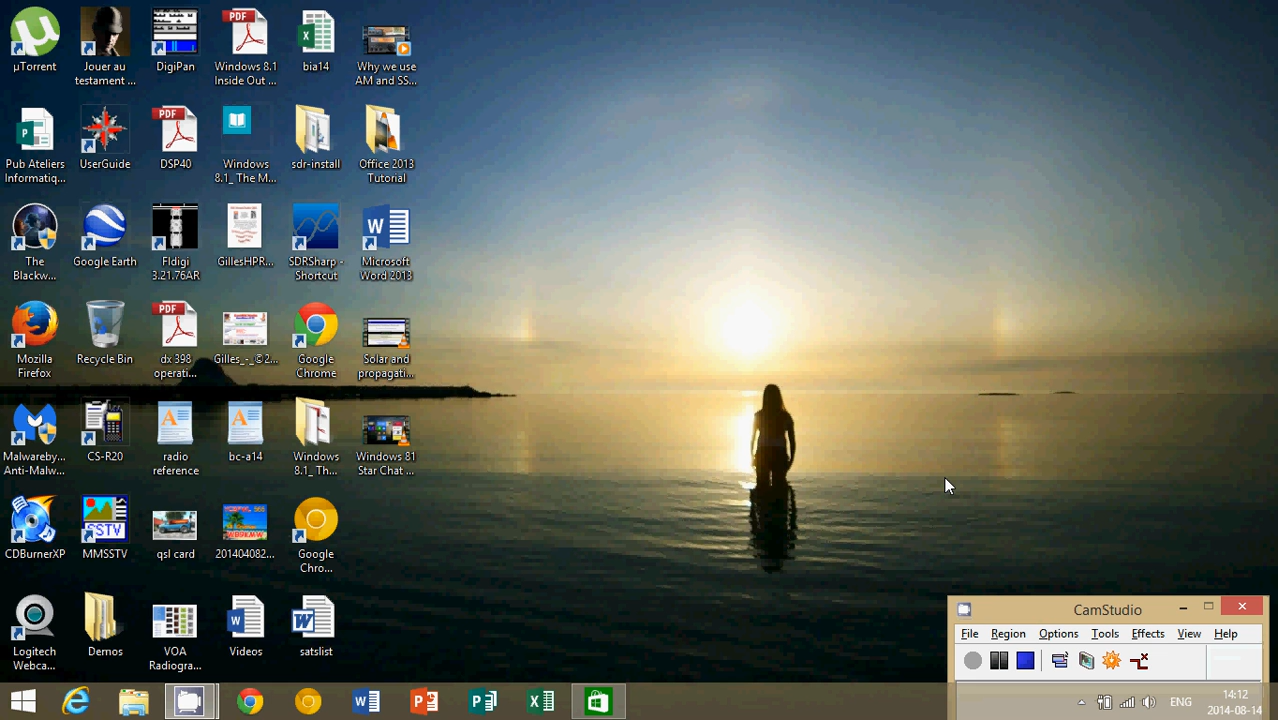 µTorrent
Jouer au
testament ...
DigiPan
Windows 8.1
Inside Out ...
bia14
Why we use
AM and SS...
Pub Ateliers
Informatiq...
UserGuide
DSP40
Windows
8.1_ The M...
sdr-install
Office 2013
Tutorial
The
Blackw...
Google Earth
Fldigi
3.21.76AR
GillesHPR...
SDRSharp -
Shortcut
Microsoft
Word 2013
Mozilla
Firefox
Recycle Bin
dx 398
operati...
Gilles_-_©2...
Google
Chrome
Solar and
propagati...
Malwareby...
Anti-Malw...
CS-R20
radio
reference
bc-a14
Windows
8.1_ Th...
Windows 81
Star Chat ...
CDBurnerXP
SSTV
MMSSTV
qsl card
201404082...
Google
Chro...
Logitech
Webca...
Demos
VOA
Radiogra...
Videos
satslist
CamStudio
File Region Options Tools Effects View Help
ENG
14:12
2014-08-14